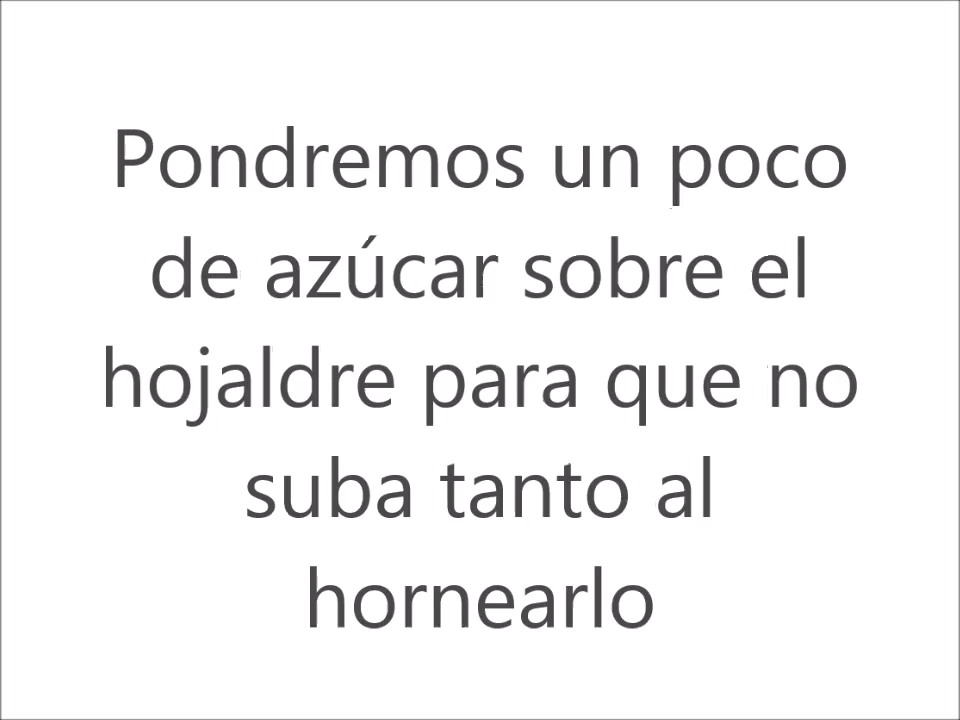 Pondremos un poco
de azúcar sobre el
hojaldre para que no
suba tanto al
hornearlo